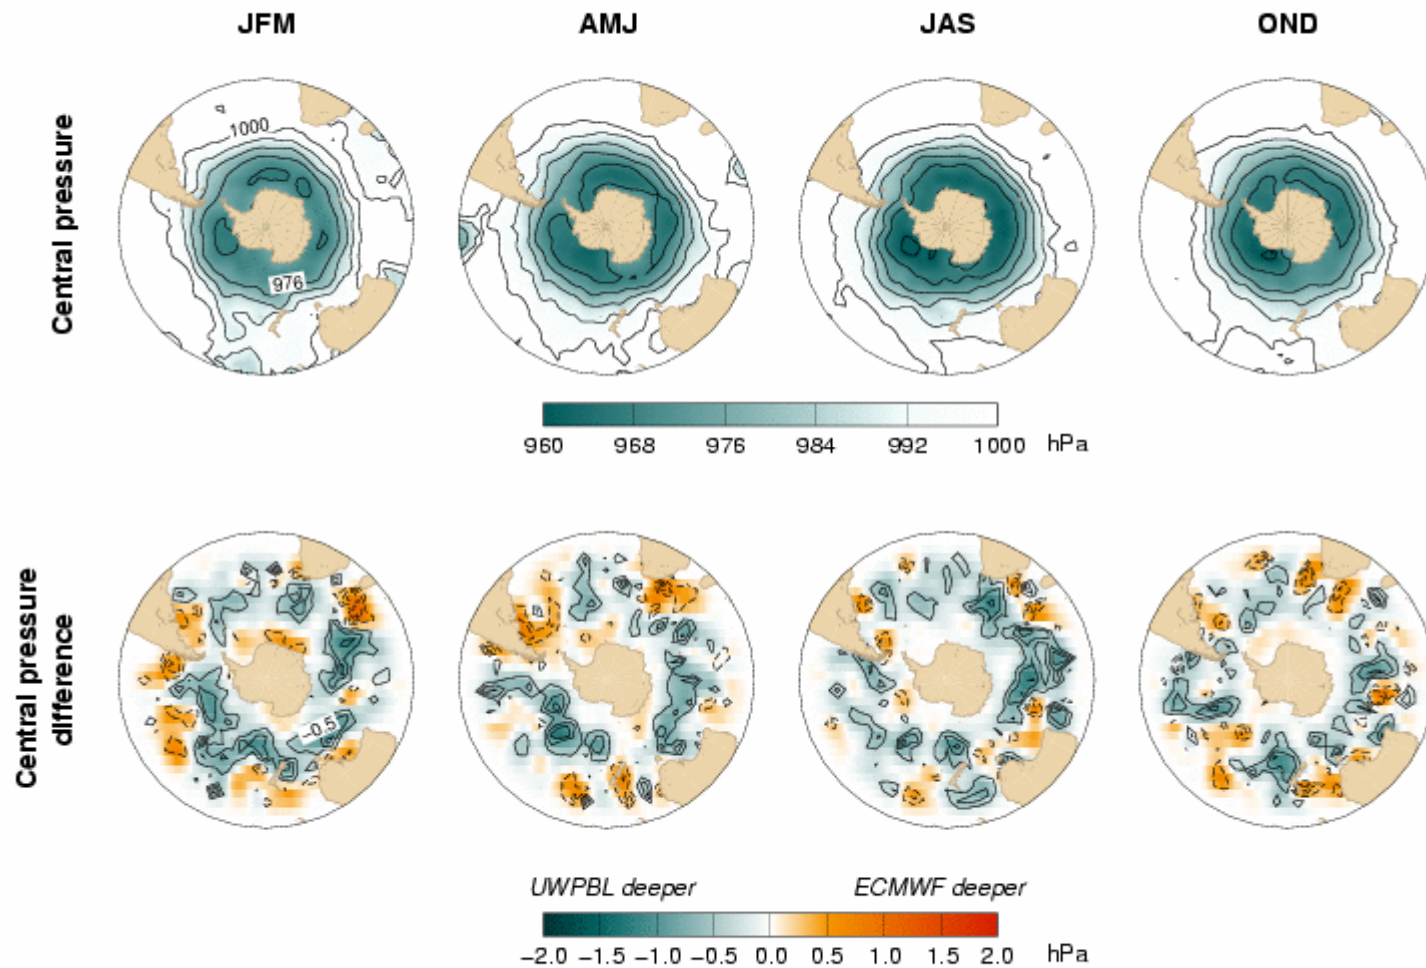 JFM AMJ JAS OND
Central pressure
1000
976
960 968 976 984 992 1000 hPa
Central pressure
difference
−0.5
UWPBL deeper ECMWF deeper
−2.0 −1.5 −1.0 −0.5 0.0 0.5 1.0 1.5 2.0 hPa